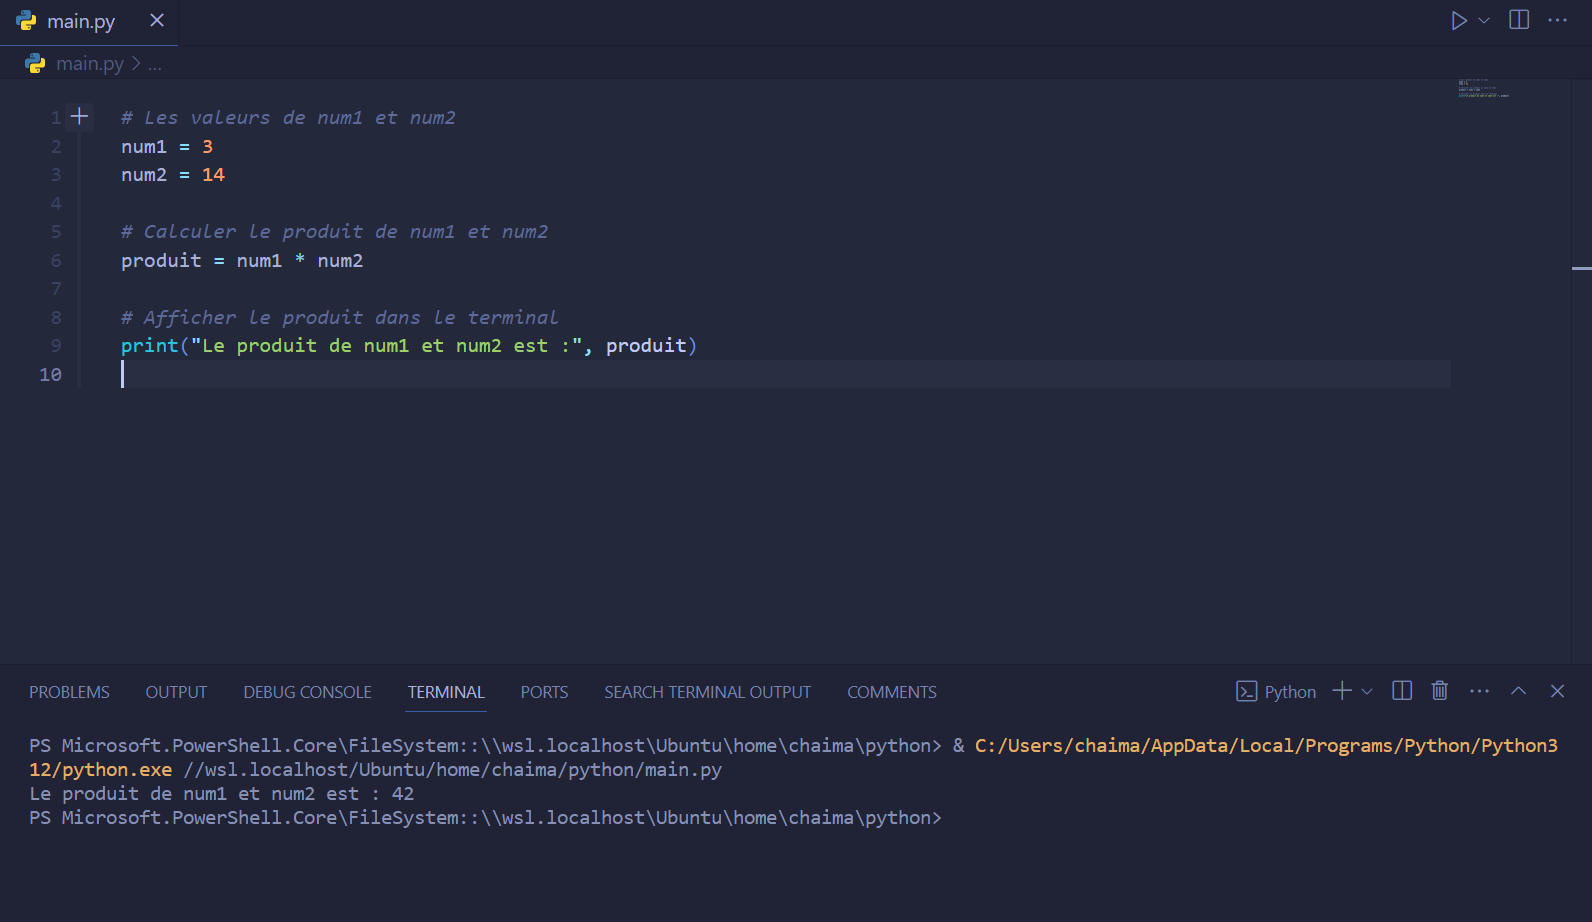 main.py
main.py > ...
1 # Les valeurs de num1 et num2
2 num1 = 3
3 num2 = 14
4
5 # Calculer le produit de num1 et num2
6 produit = num1 * num2
7
8 # Afficher le produit dans le terminal
9 print("Le produit de num1 et num2 est :", produit)
10
PROBLEMS OUTPUT DEBUG CONSOLE TERMINAL PORTS SEARCH TERMINAL OUTPUT COMMENTS Python
PS Microsoft.PowerShell.Core\FileSystem::\\wsl.localhost\Ubuntu\home\chaima\python> & C:/Users/chaima/AppData/Local/Programs/Python/Python3
12/python.exe //wsl.localhost/Ubuntu/home/chaima/python/main.py
Le produit de num1 et num2 est : 42
PS Microsoft.PowerShell.Core\FileSystem::\\wsl.localhost\Ubuntu\home\chaima\python>